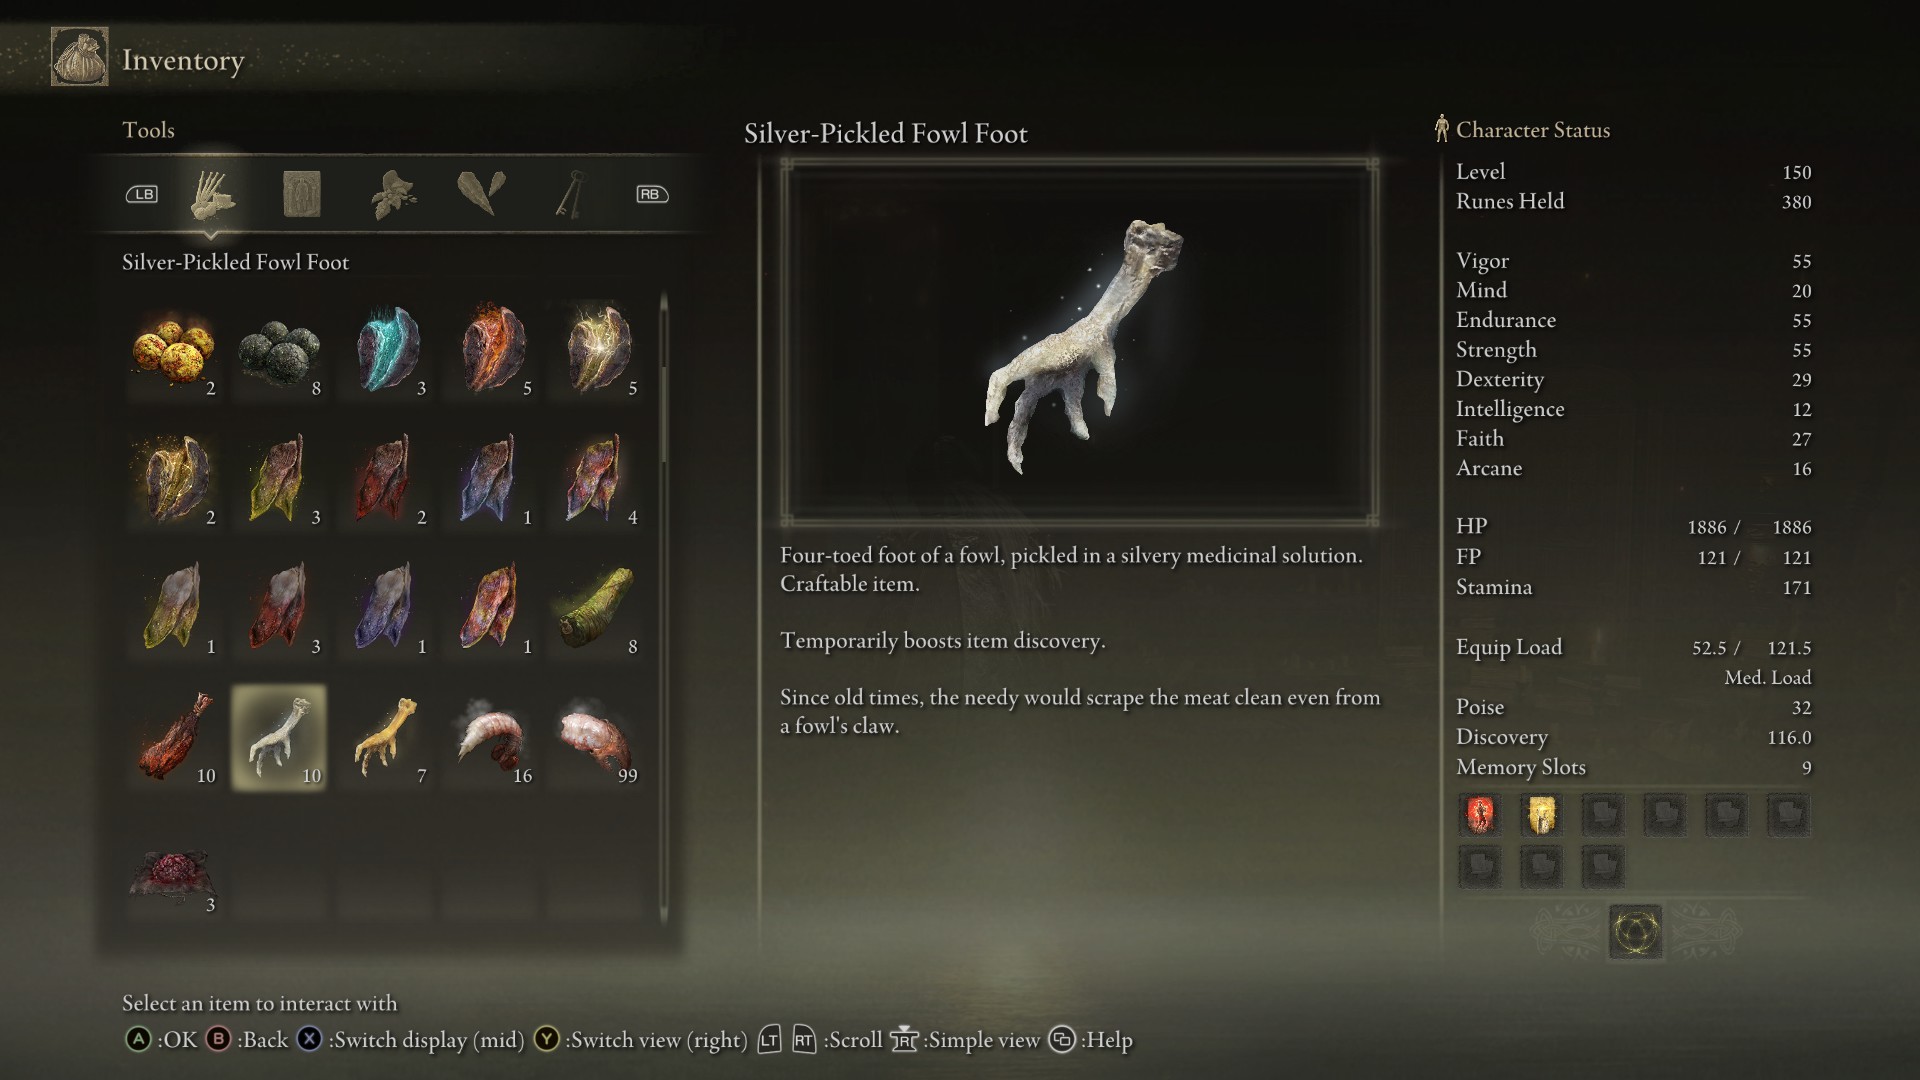 Inventory
Tools
LB
RB
Silver-Pickled Fowl Foot
2 8 3 5 5
2 3 2 1 4
1 3 1 1 8
10 10 7 16 99
3
Silver-Pickled Fowl Foot
Four-toed foot of a fowl, pickled in a silvery medicinal solution.
Craftable item.
Temporarily boosts item discovery.
Since old times, the needy would scrape the meat clean even from
a fowl's claw.
Character Status
Level 150
Runes Held 380
Vigor 55
Mind 20
Endurance 55
Strength 55
Dexterity 29
Intelligence 12
Faith 27
Arcane 16
HP 1886 / 1886
FP 121 / 121
Stamina 171
Equip Load 52.5 / 121.5
Med. Load
Poise 32
Discovery 116.0
Memory Slots 9
Select an item to interact with
A :OK B :Back X :Switch display (mid) Y :Switch view (right) LT RT :Scroll R :Simple view :Help